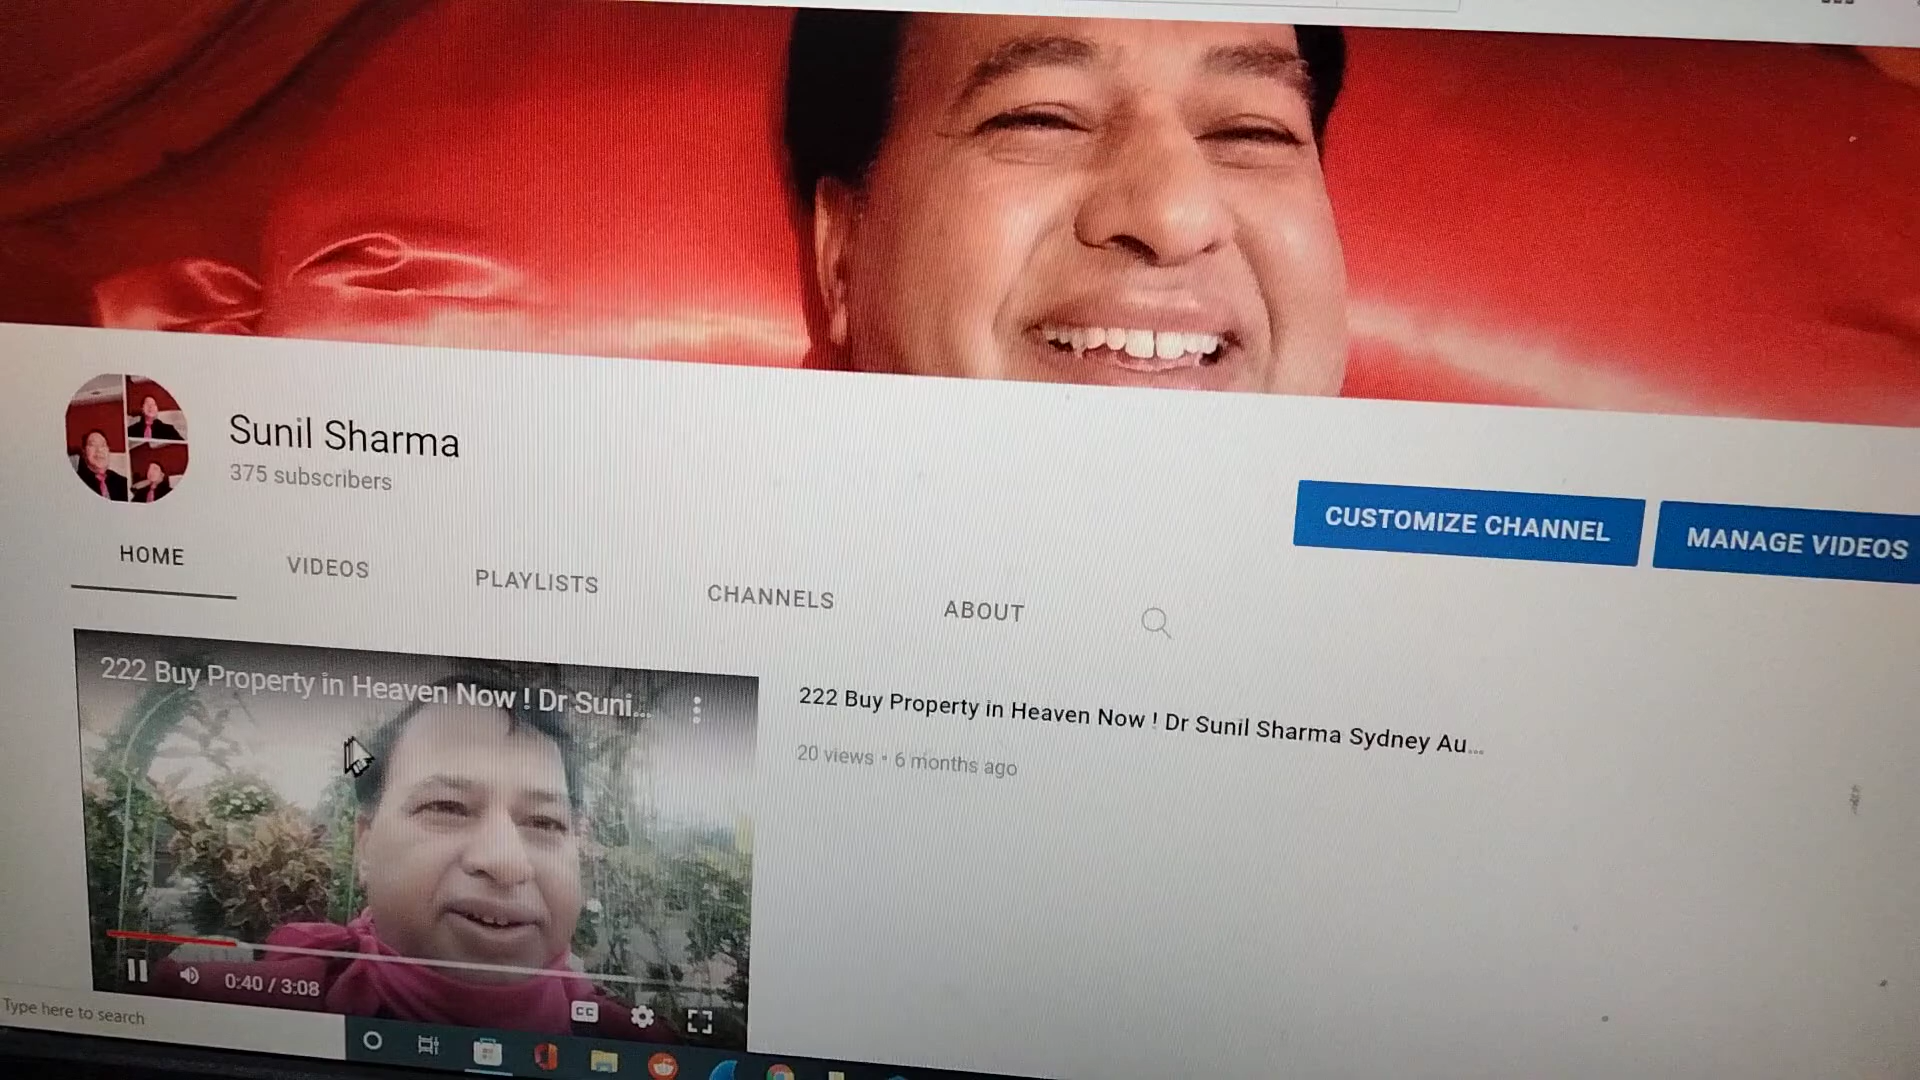 Sunil Sharma
375 subscribers
CUSTOMIZE CHANNEL
MANAGE VIDEOS
HOME
VIDEOS
PLAYLISTS
CHANNELS
ABOUT
222 Buy Property in Heaven Now ! Dr Suni...
222 Buy Property in Heaven Now ! Dr Sunil Sharma Sydney Au...
20 views • 6 months ago
0:40 / 3:08
CC
Type here to search